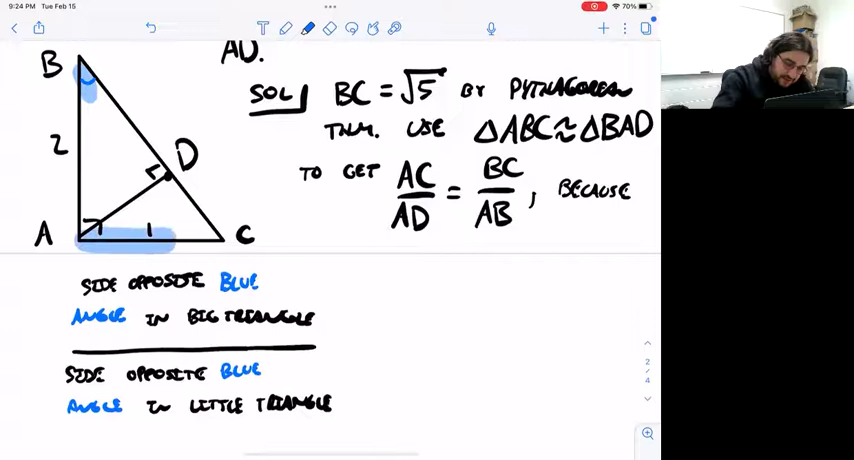 9:24 PM Tue Feb 15
70%
AD.
B
SOL BC = √5 BY PYTHAGOREAN
THM. USE △ABC≈△BAD
2
D
TO GET AC/AD = BC/AB, BECAUSE
A
1
C
SIDE OPPOSITE BLUE
ANGLE IN BIG TRIANGLE
SIDE OPPOSITE BLUE
ANGLE IN LITTLE TRIANGLE
2
/
4